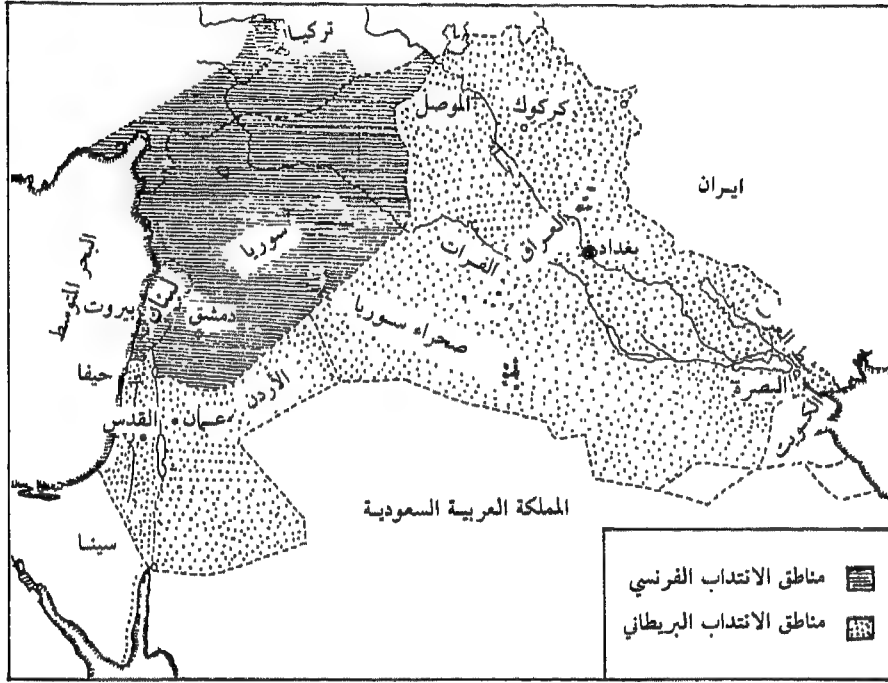 تركيا
الموصل
كركوك
ايران
سوريا
العراق
بغداد
الفرات
البحر المتوسط
لبنان
بيروت
دمشق
صحراء سوريا
حيفا
الأردن
البصرة
الكويت
القدس
عمان
المملكة العربية السعودية
سينا
مناطق الانتداب الفرنسي
مناطق الانتداب البريطاني